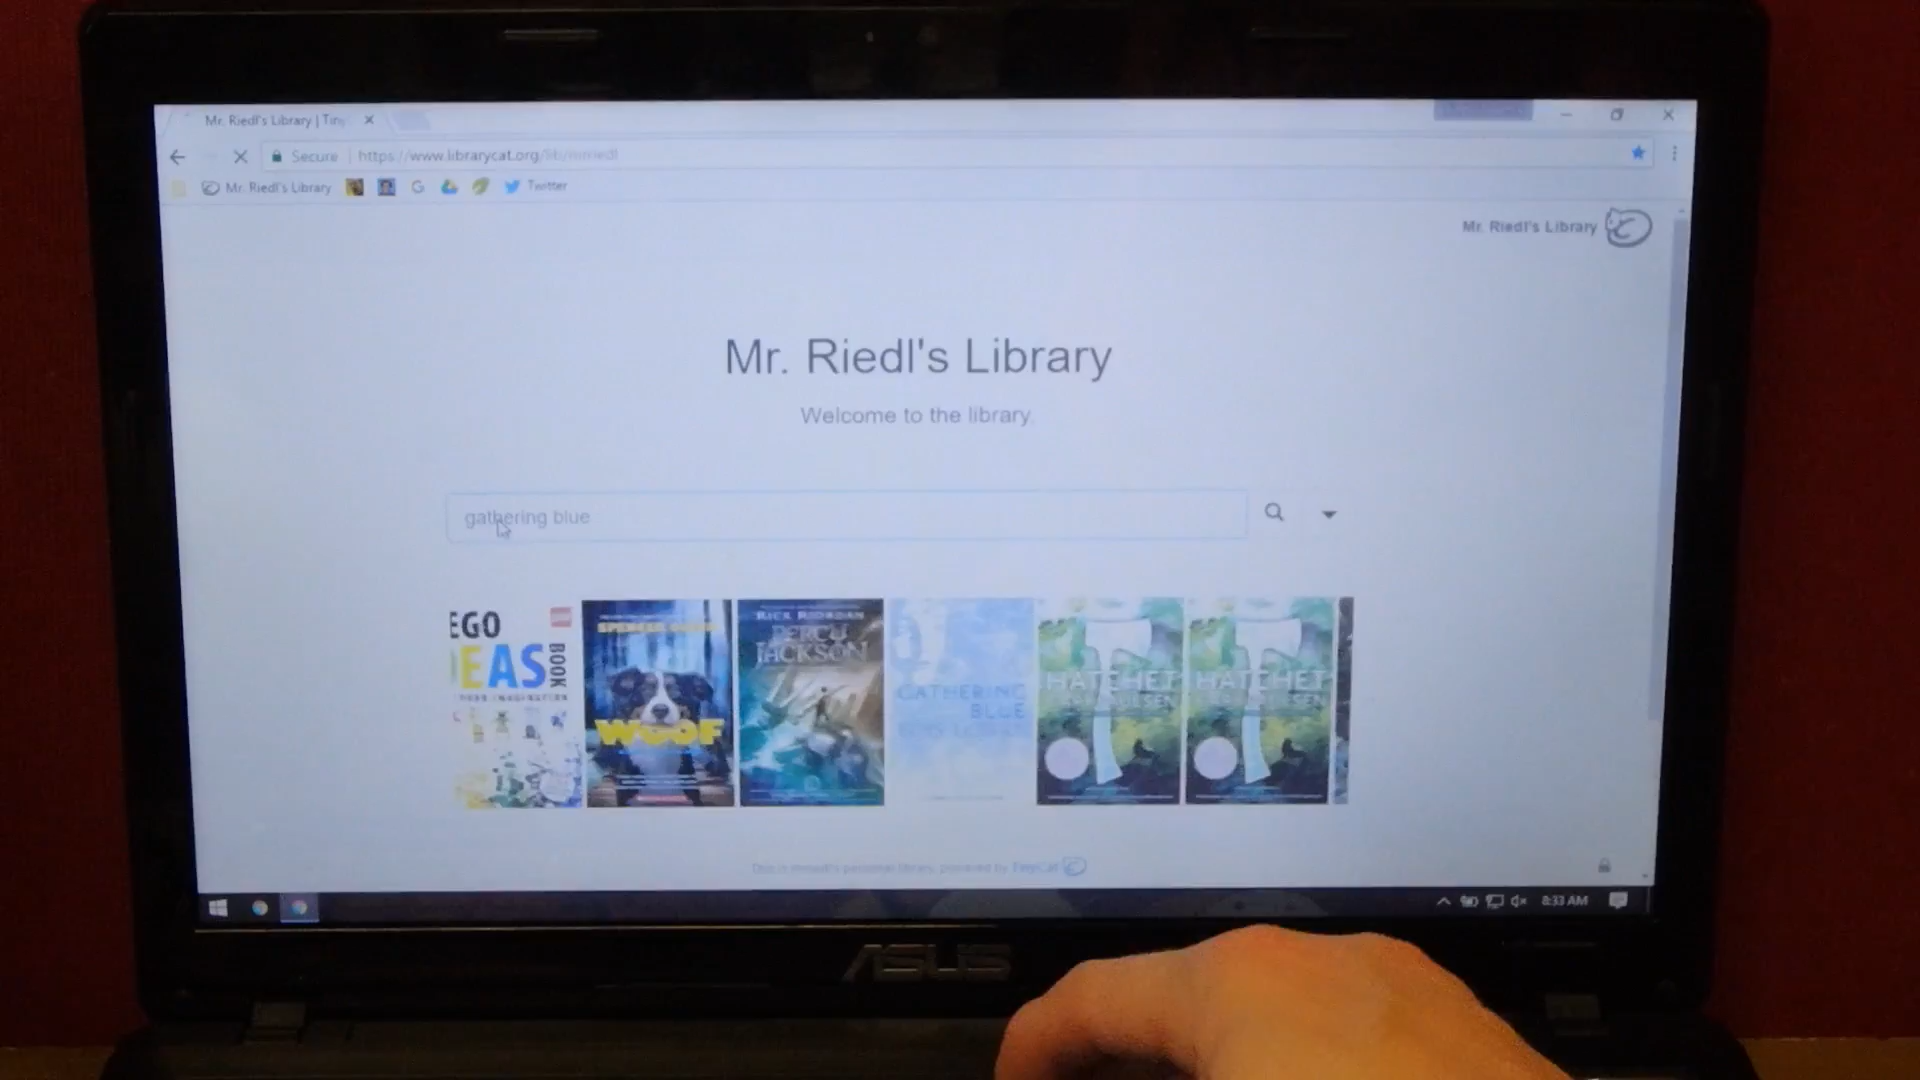 Mr. Riedl's Library | Tiny
Secure | https://www.librarycat.org/lib/mrriedl
Mr. Riedl's Library
G
Twitter
Mr. Riedl's Library
Mr. Riedl's Library
Welcome to the library.
gathering blue
EGO
EAS
BOOK
WOOF
RICK RIORDAN
PERCY
JACKSON
GATHERING
BLUE
HATCHET
HATCHET
8:33 AM
ASUS